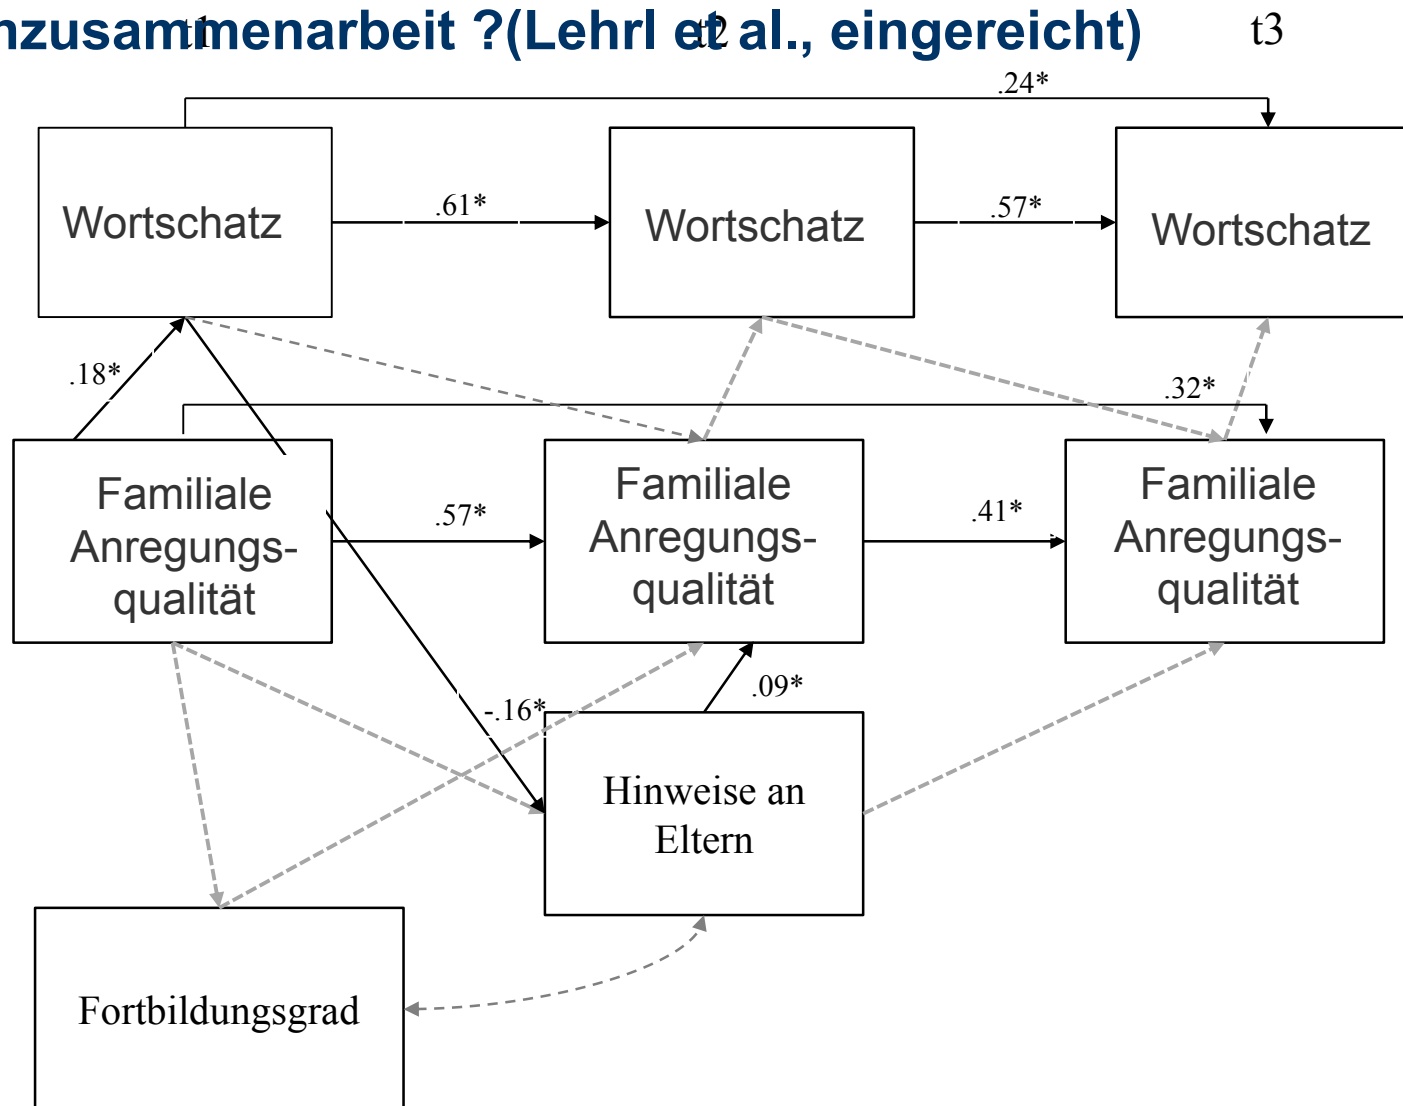 nzusammenarbeit ?(Lehrl et al., eingereicht)
t1 t2 t3
.24*
Wortschatz .61* Wortschatz .57* Wortschatz
.18*
.32*
Familiale
Anregungs-
qualität
.57*
Familiale
Anregungs-
qualität
.41*
Familiale
Anregungs-
qualität
-.16*
.09*
Hinweise an
Eltern
Fortbildungsgrad